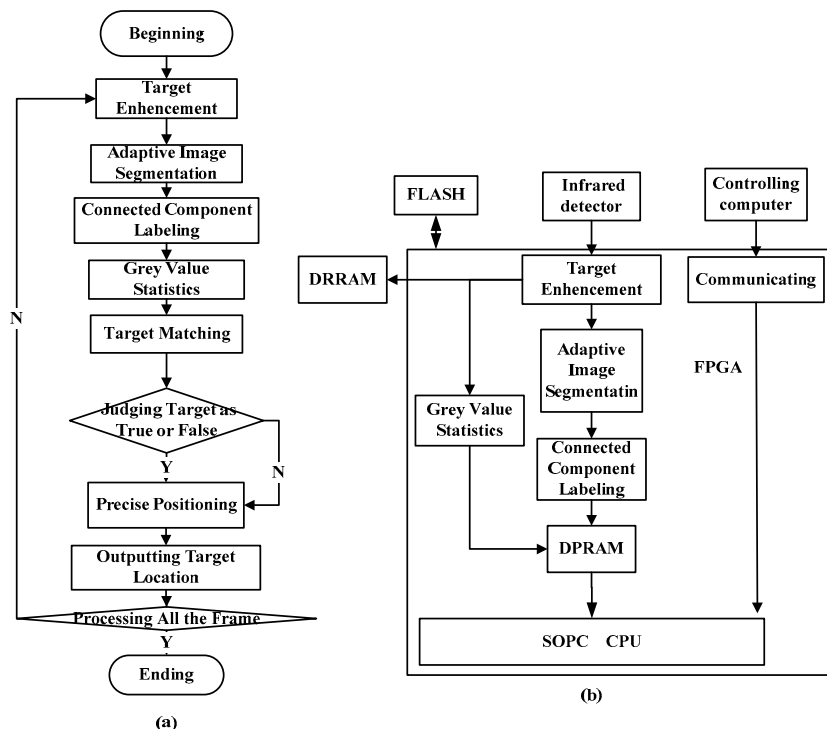 Beginning
Target
Enhencement
Adaptive Image
Segmentation
Connected Component
Labeling
Grey Value
Statistics
Target Matching
Judging Target as
True or False
Y
N
Precise Positioning
Outputting Target
Location
Processing All the Frame
Y
N
Ending
(a)
FLASH
Infrared
detector
Controlling
computer
DRRAM
Target
Enhencement
Communicating
Adaptive
Image
Segmentatin
FPGA
Grey Value
Statistics
Connected
Component
Labeling
DPRAM
SOPC CPU
(b)